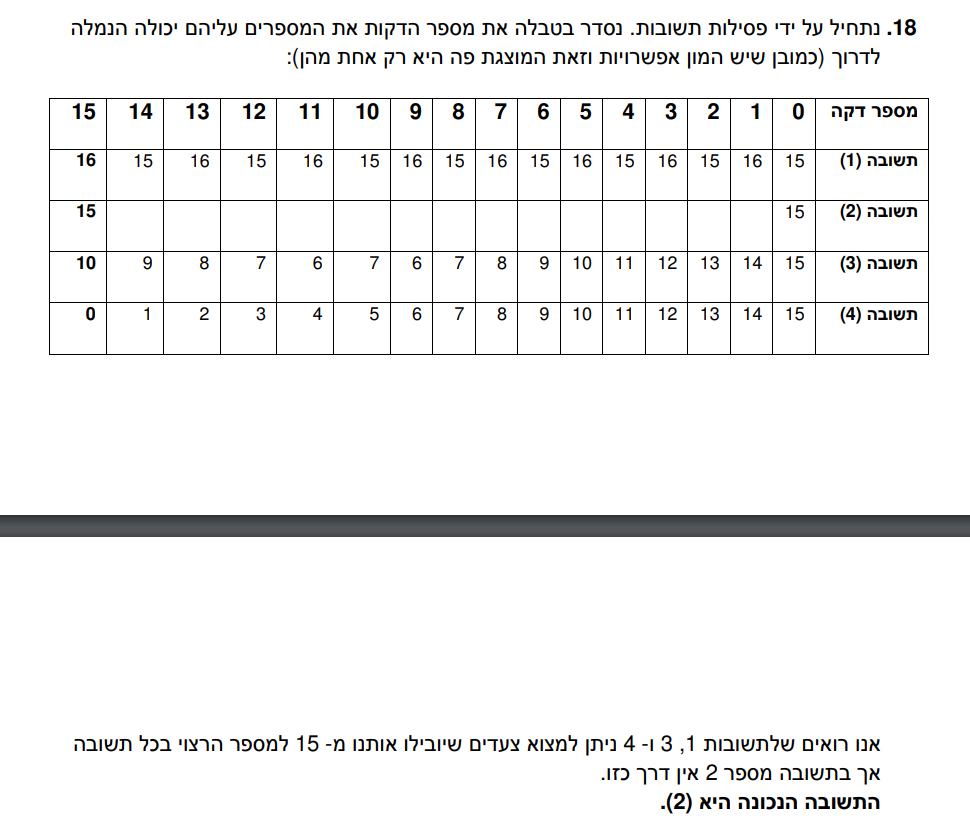 18. נתחיל על ידי פסילות תשובות. נסדר בטבלה את מספר הדקות את המספרים עליהם יכולה הנמלה
לדרוך (כמובן שיש המון אפשרויות וזאת המוצגת פה היא רק אחת מהן):
מספר דקה 0 1 2 3 4 5 6 7 8 9 10 11 12 13 14 15
תשובה (1) 15 16 15 16 15 16 15 16 15 16 15 16 15 16 15 16
תשובה (2) 15 15
תשובה (3) 15 14 13 12 11 10 9 8 7 6 7 6 7 8 9 10
תשובה (4) 15 14 13 12 11 10 9 8 7 6 5 4 3 2 1 0
אנו רואים שלתשובות 1, 3 ו- 4 ניתן למצוא צעדים שיובילו אותנו מ- 15 למספר הרצוי בכל תשובה
אך בתשובה מספר 2 אין דרך כזו.
התשובה הנכונה היא (2).